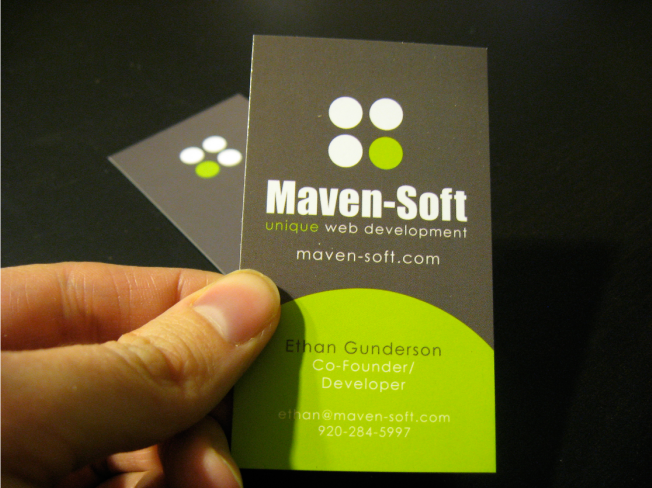 Maven-Soft
unique web development
maven-soft.com
Ethan Gunderson
Co-Founder/
Developer
ethan@maven-soft.com
920-284-5997